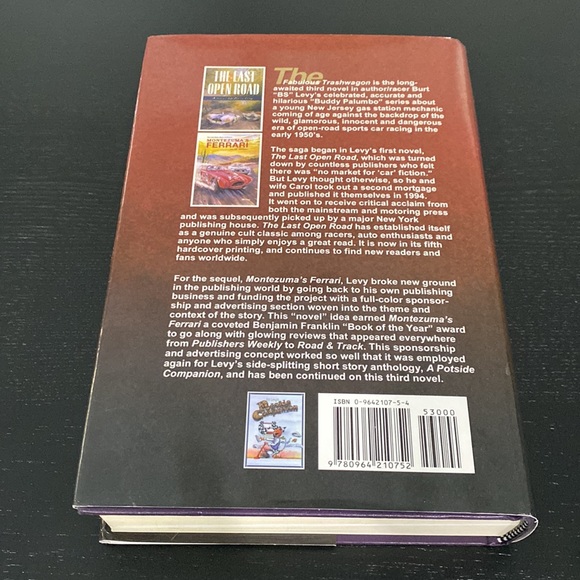 THE LAST
OPEN ROAD
MONTEZUMA'S
FERRARI
The
Fabulous Trashwagon is the long-
awaited third novel in author/racer Burt
"BS" Levy's celebrated, accurate and
hilarious "Buddy Palumbo" series about
a young New Jersey gas station mechanic
coming of age against the backdrop of the
wild, glamorous, innocent and dangerous
era of open-road sports car racing in the
early 1950's.
The saga began in Levy's first novel,
The Last Open Road, which was turned
down by countless publishers who felt
there was "no market for 'car' fiction."
But Levy thought otherwise, so he and
wife Carol took out a second mortgage
and published it themselves in 1994.
It went on to receive critical acclaim from
both the mainstream and motoring press
and was subsequently picked up by a major New York
publishing house. The Last Open Road has established itself
as a genuine cult classic among racers, auto enthusiasts and
anyone who simply enjoys a great read. It is now in its fifth
hardcover printing, and continues to find new readers and
fans worldwide.
For the sequel, Montezuma's Ferrari, Levy broke new ground
in the publishing world by going back to his own publishing
business and funding the project with a full-color sponsor-
ship and advertising section woven into the theme and
context of the story. This "novel" idea earned Montezuma's
Ferrari a coveted Benjamin Franklin "Book of the Year" award
to go along with glowing reviews that appeared everywhere
from Publishers Weekly to Road & Track. This sponsorship
and advertising concept worked so well that it was employed
again for Levy's side-splitting short story anthology, A Potside
Companion, and has been continued on this third novel.
Potside
Companion
ISBN 0-9642107-5-4
53000
9 780964 210752